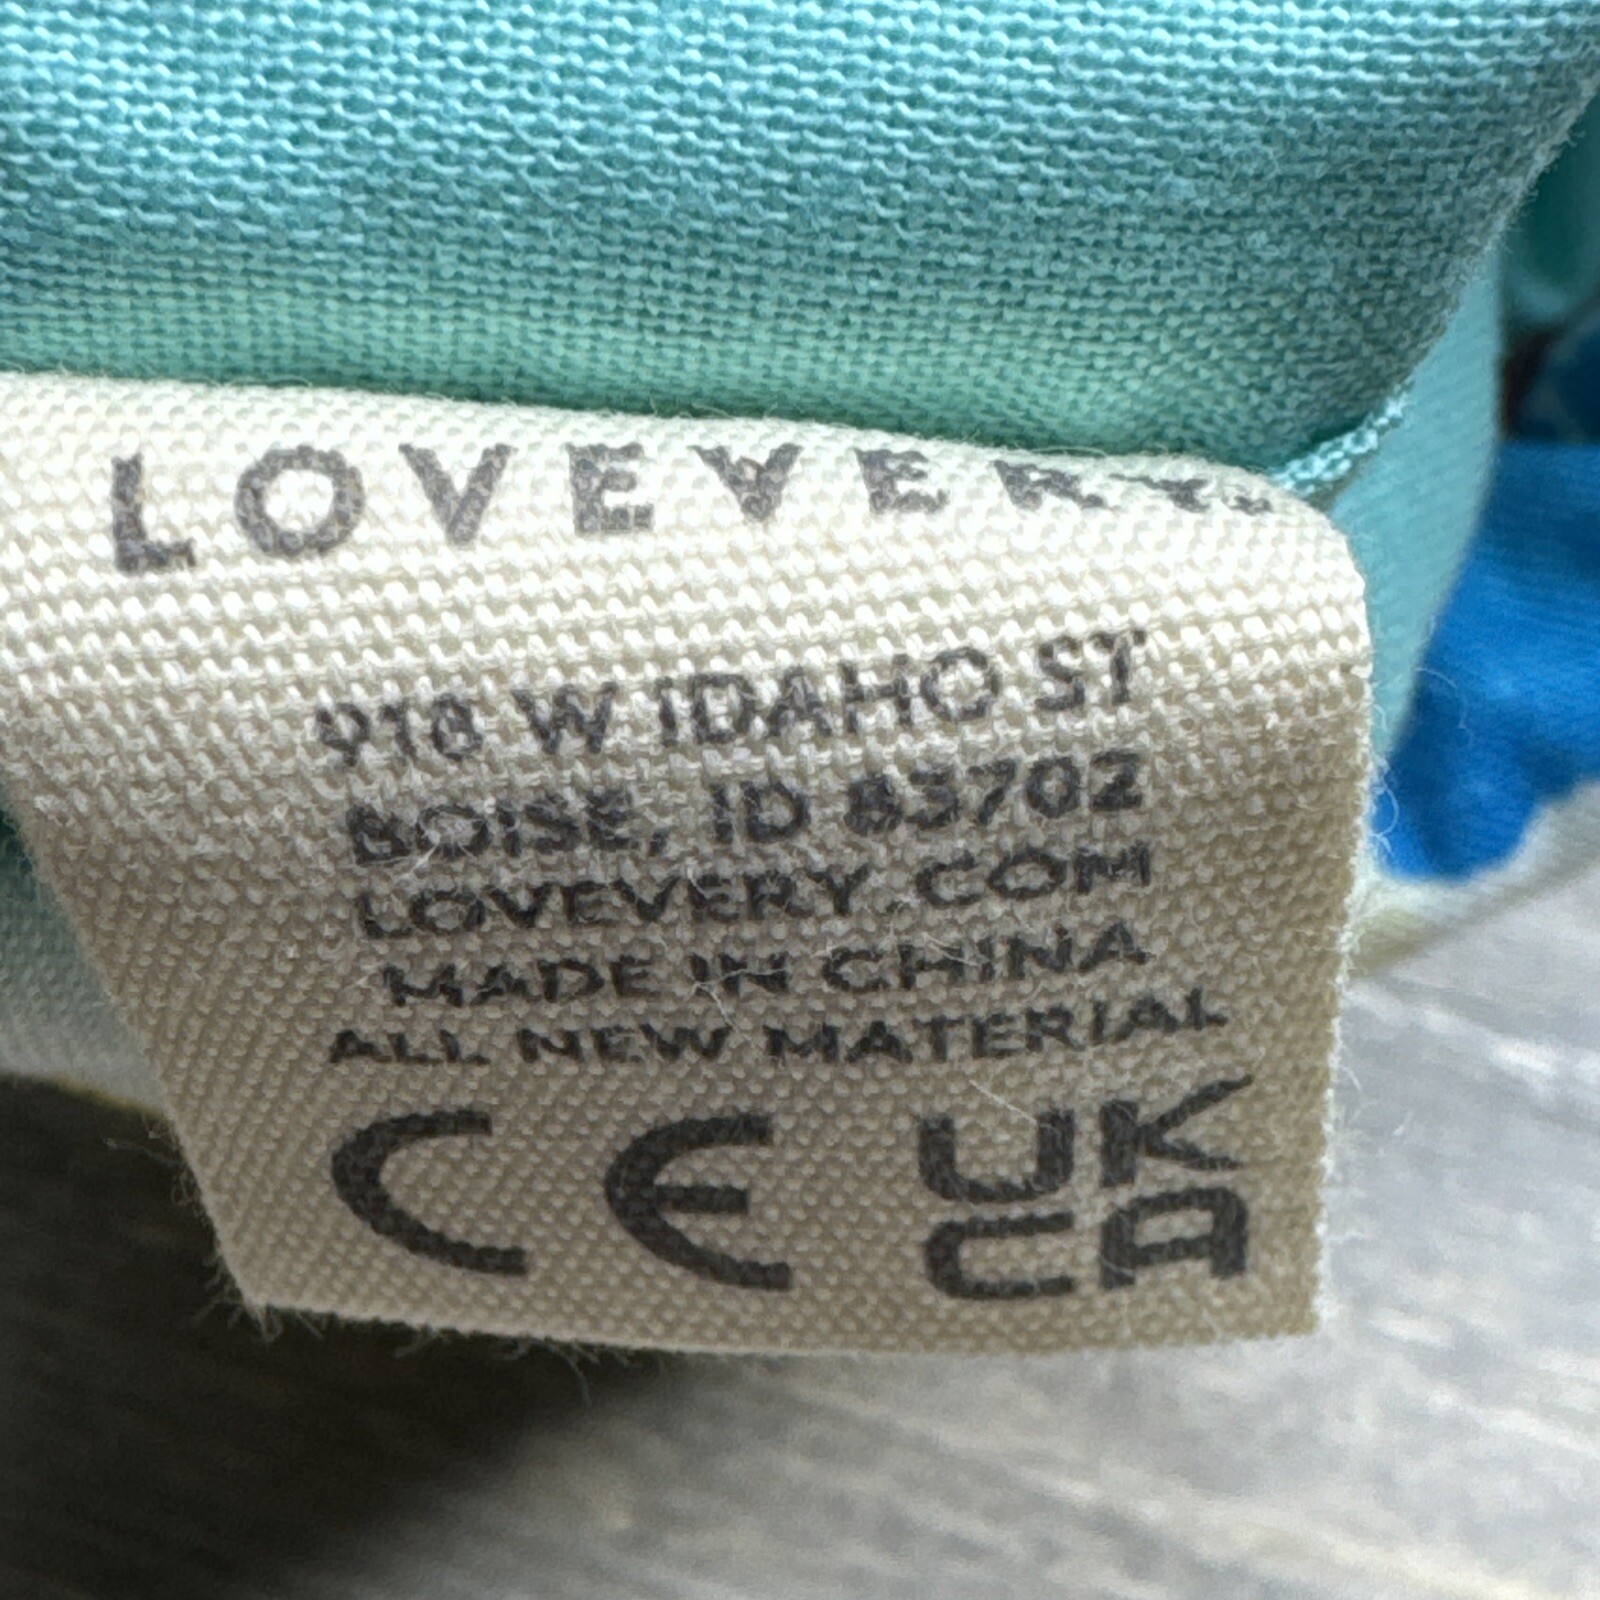 LOVEVERY.
918 W IDAHO ST
BOISE, ID 83702
LOVEVERY.COM
MADE IN CHINA
ALL NEW MATERIAL
CE UK
CA